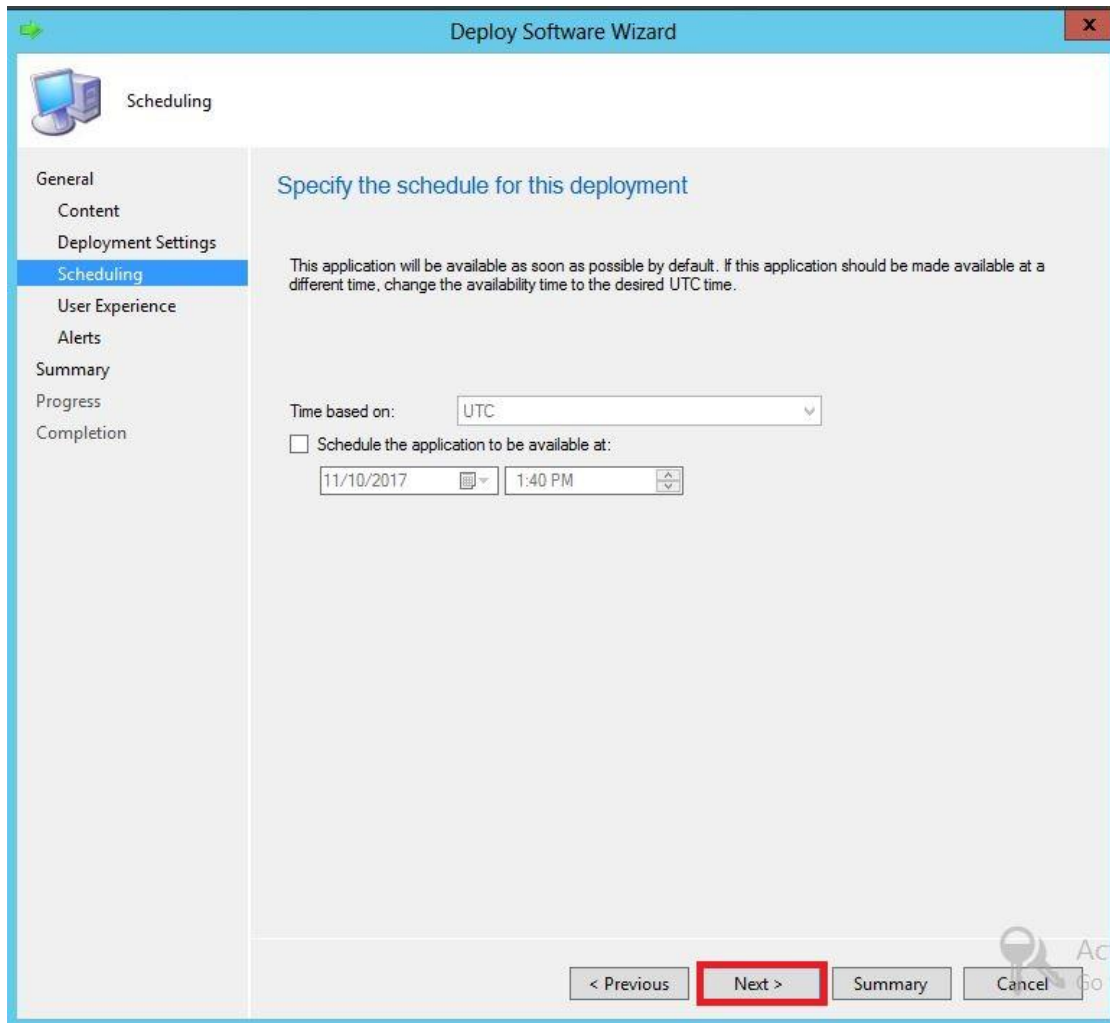 Deploy Software Wizard
x
Scheduling
General
Content
Deployment Settings
Scheduling
User Experience
Alerts
Summary
Progress
Completion
Specify the schedule for this deployment
This application will be available as soon as possible by default. If this application should be made available at a
different time, change the availability time to the desired UTC time.
Time based on: UTC
Schedule the application to be available at:
11/10/2017 1:40 PM
< Previous Next > Summary Cancel
Ac
Go